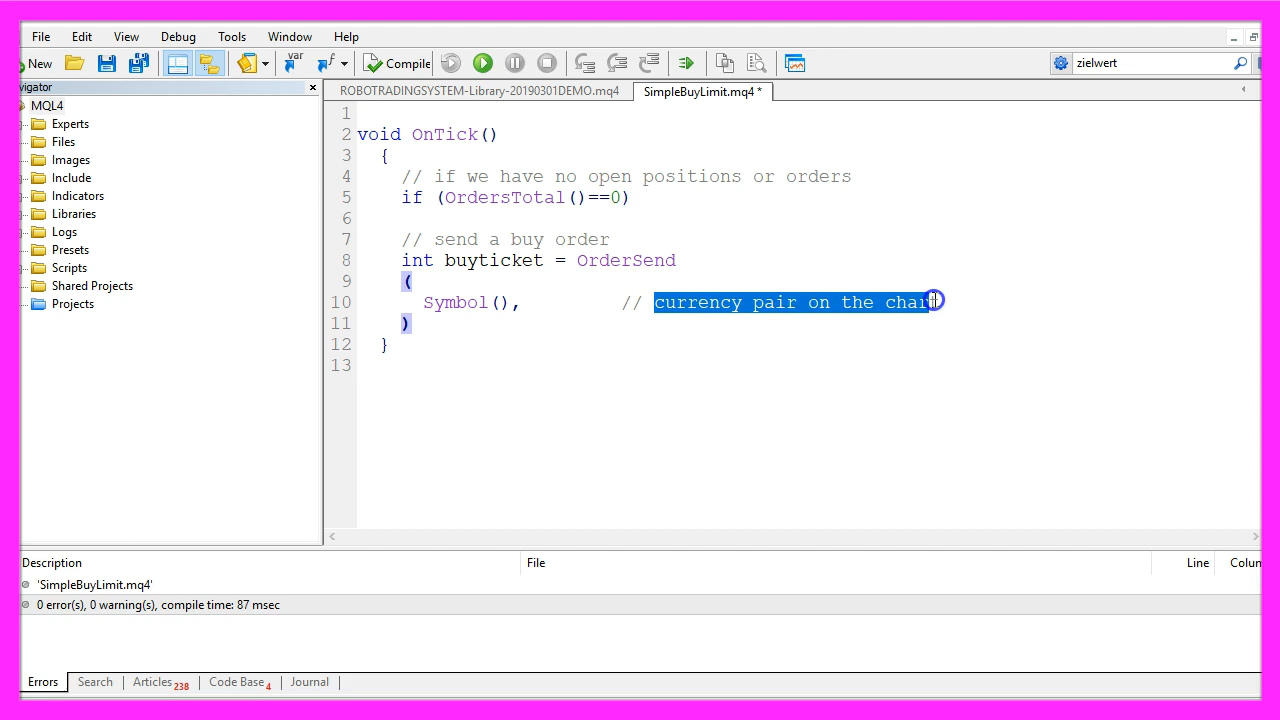 File Edit View Debug Tools Window Help
New Compile zielwert
vigator
ROBOTRADINGSYSTEM-Library-20190301DEMO.mq4 SimpleBuyLimit.mq4 *
MQL4
Experts
Files
Images
Include
Indicators
Libraries
Logs
Presets
Scripts
Shared Projects
Projects
1
2 void OnTick()
3 {
4 // if we have no open positions or orders
5 if (OrdersTotal()==0)
6
7 // send a buy order
8 int buyticket = OrderSend
9 (
10 Symbol(), // currency pair on the chart
11 )
12 }
13
Description File Line Colun
'SimpleBuyLimit.mq4'
0 error(s), 0 warning(s), compile time: 87 msec
Errors Search Articles 238 Code Base 4 Journal